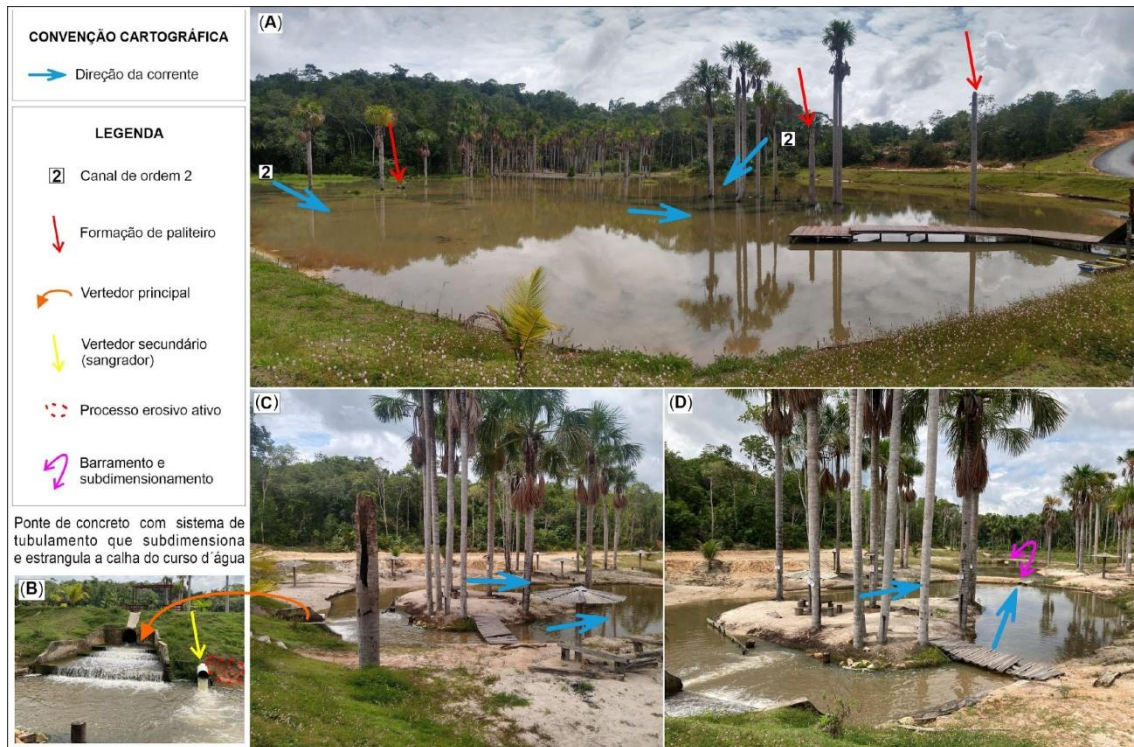 CONVENÇÃO CARTOGRÁFICA
Direção da corrente
LEGENDA
2 Canal de ordem 2
Formação de paliteiro
Vertedor principal
Vertedor secundário
(sangrador)
Processo erosivo ativo
Barramento e
subdimensionamento
Ponte de concreto com sistema de
tubulamento que subdimensiona
e estrangula a calha do curso d´água
(A)
2
2
(B)
(C)
(D)